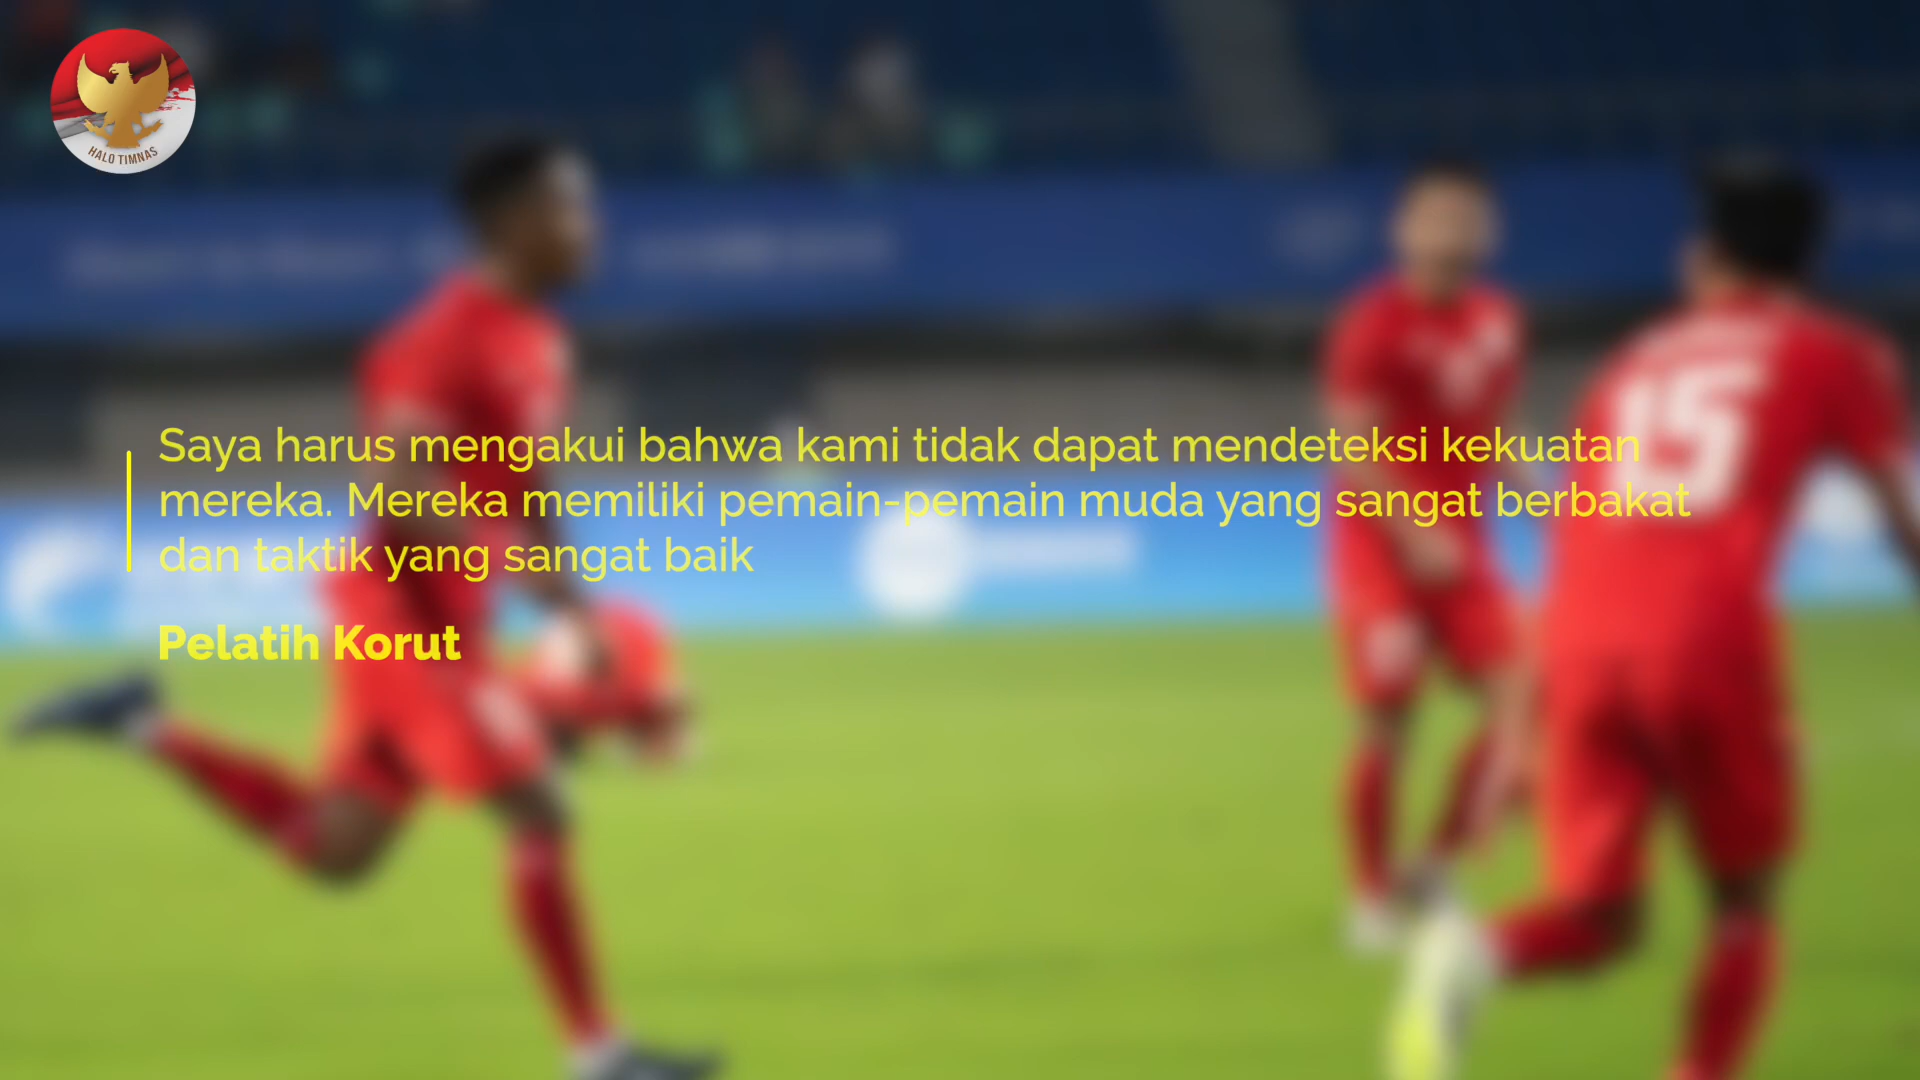 HALO TIMNAS
15
Saya harus mengakui bahwa kami tidak dapat mendeteksi kekuatan
mereka. Mereka memiliki pemain-pemain muda yang sangat berbakat
dan taktik yang sangat baik
Pelatih Korut